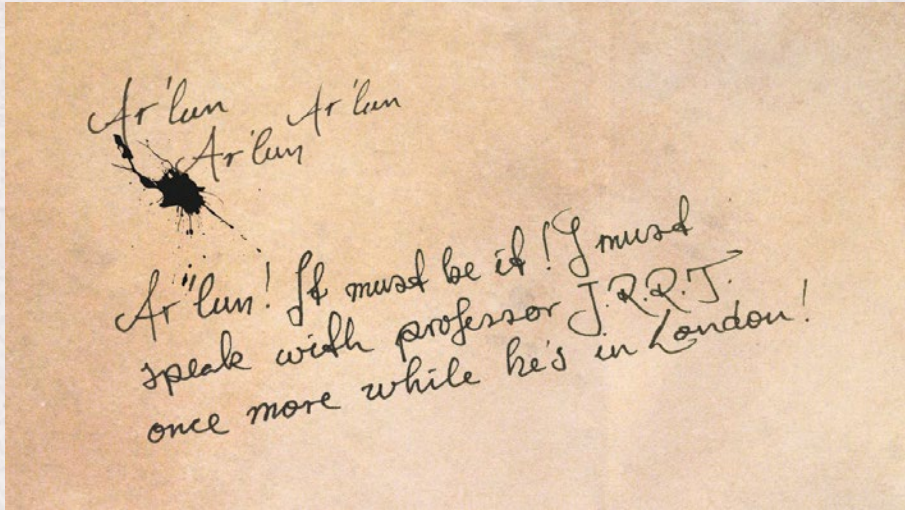 Ar'lun
Ar'lun
Ar'lun
Ar'lun! It must be it! I must
speak with professor J.R.R.T.
once more while he's in London!